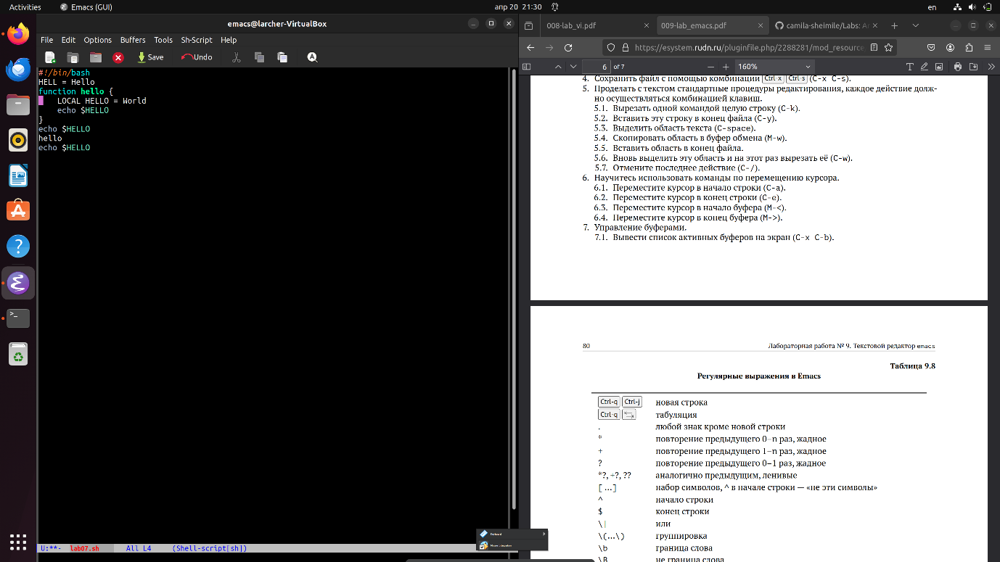 Activities
Emacs (GUI)
апр 20 21:30
en
emacs@larcher-VirtualBox
File Edit Options Buffers Tools Sh-Script Help
Save
Undo
#!/bin/bash
HELL = Hello
function hello {
LOCAL HELLO = World
echo $HELLO
}
echo $HELLO
hello
echo $HELLO
U:**- lab07.sh All L4 (Shell-script[sh])
Keyboard
Mouse Integration
008-lab_vi.pdf
009-lab_emacs.pdf
camila-sheimile/Labs: Ar
https://esystem.rudn.ru/pluginfile.php/2288281/mod_resource
6 of 7
160%
4. Сохранить файл с помощью комбинации Ctrl-x Ctrl-s (C-x C-s).
5. Проделать с текстом стандартные процедуры редактирования, каждое действие долж-
но осуществляться комбинацией клавиш.
5.1. Вырезать одной командой целую строку (C-k).
5.2. Вставить эту строку в конец файла (C-y).
5.3. Выделить область текста (C-space).
5.4. Скопировать область в буфер обмена (M-w).
5.5. Вставить область в конец файла.
5.6. Вновь выделить эту область и на этот раз вырезать её (C-w).
5.7. Отмените последнее действие (C-/).
6. Научитесь использовать команды по перемещению курсора.
6.1. Переместите курсор в начало строки (C-a).
6.2. Переместите курсор в конец строки (C-e).
6.3. Переместите курсор в начало буфера (M-<).
6.4. Переместите курсор в конец буфера (M->).
7. Управление буферами.
7.1. Вывести список активных буферов на экран (C-x C-b).
80 Лабораторная работа № 9. Текстовой редактор emacs
Таблица 9.8
Регулярные выражения в Emacs
Ctrl-q Ctrl-j новая строка
Ctrl-q табуляция
. любой знак кроме новой строки
* повторение предыдущего 0–n раз, жадное
+ повторение предыдущего 1–n раз, жадное
? повторение предыдущего 0–1 раз, жадное
*?, +?, ?? аналогично предыдущим, ленивые
[ ...] набор символов, ^ в начале строки — «не эти символы»
^ начало строки
$ конец строки
\| или
\(...\) группировка
\b граница слова
\B не граница слова